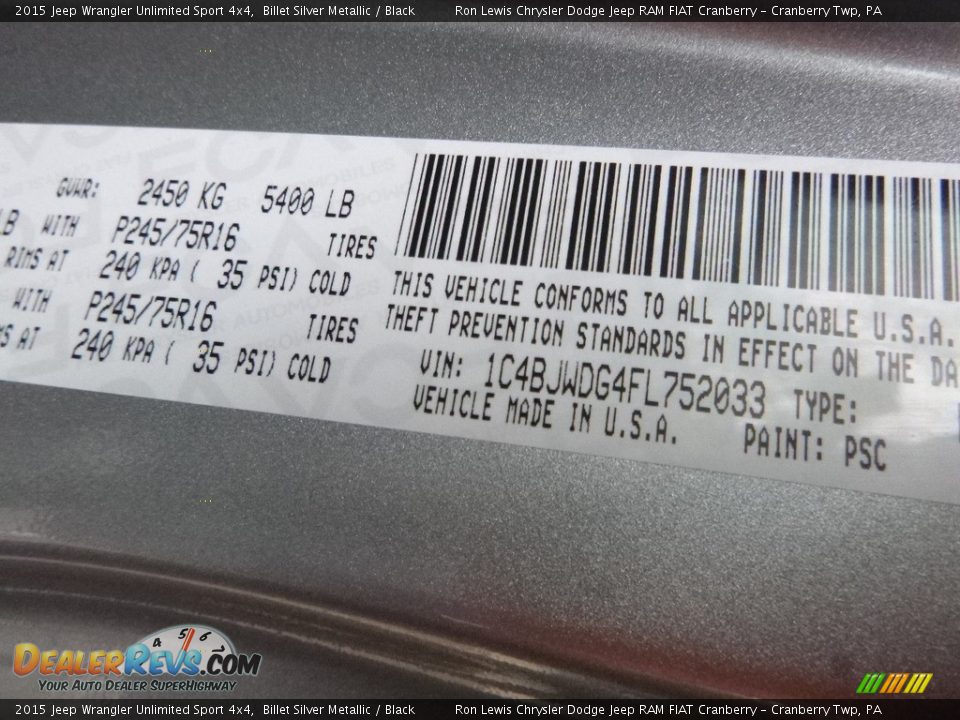 2015 Jeep Wrangler Unlimited Sport 4x4, Billet Silver Metallic / Black Ron Lewis Chrysler Dodge Jeep RAM FIAT Cranberry - Cranberry Twp, PA
GVWR: 2450 KG 5400 LB
LB WITH P245/75R16 TIRES
RIMS AT 240 KPA ( 35 PSI) COLD
WITH P245/75R16 TIRES
MS AT 240 KPA ( 35 PSI) COLD
THIS VEHICLE CONFORMS TO ALL APPLICABLE U.S.A.
THEFT PREVENTION STANDARDS IN EFFECT ON THE DA
VIN: 1C4BJWDG4FL752033 TYPE:
VEHICLE MADE IN U.S.A. PAINT: PSC
4 5 6
DEALERREVS.COM
YOUR AUTO DEALER SUPERHIGHWAY
2015 Jeep Wrangler Unlimited Sport 4x4, Billet Silver Metallic / Black Ron Lewis Chrysler Dodge Jeep RAM FIAT Cranberry - Cranberry Twp, PA